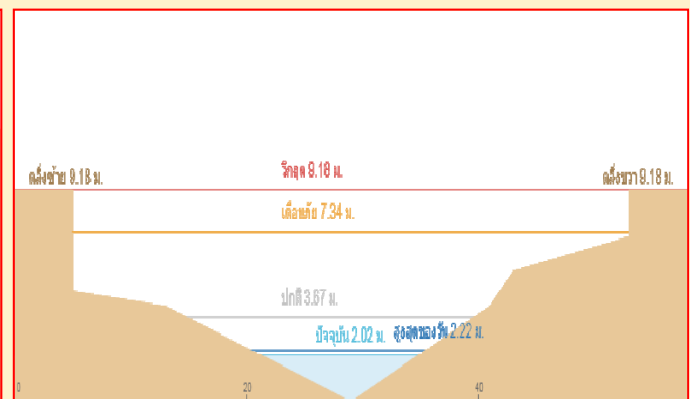 วิกฤต 9.18 ม.
ตลิ่งซ้าย 9.18 ม.
ตลิ่งขวา 9.18 ม.
เตือนภัย 7.34 ม.
ปกติ 3.67 ม.
ปัจจุบัน 2.02 ม.
สูงสุดของวัน 2.22 ม.
0 20 40